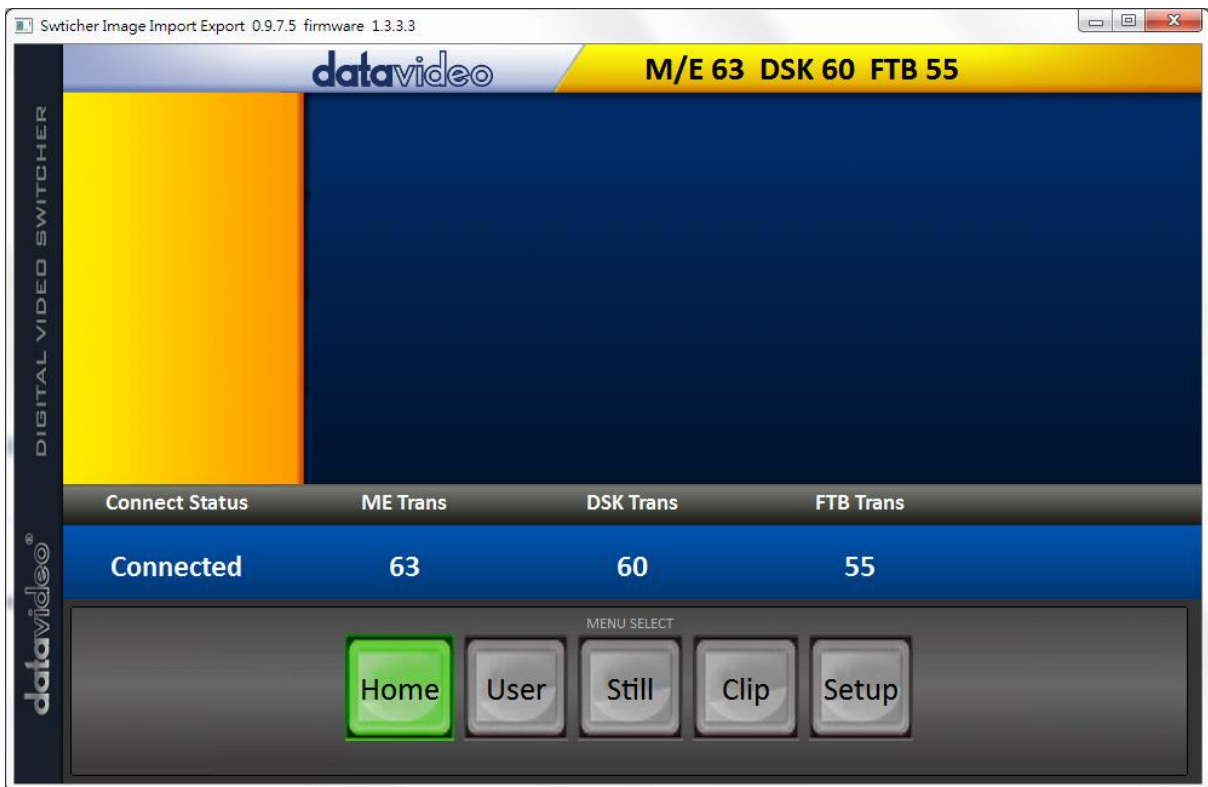 Swticher Image Import Export 0.9.7.5 firmware 1.3.3.3
datavideo
M/E 63 DSK 60 FTB 55
DIGITAL VIDEO SWITCHER
datavideo®
Connect Status ME Trans DSK Trans FTB Trans
Connected 63 60 55
MENU SELECT
Home User Still Clip Setup